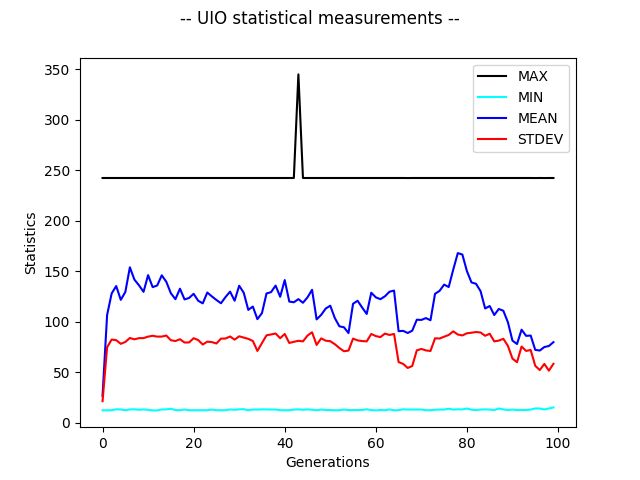 -- UIO statistical measurements --
350
300
250
200
150
100
50
0
Statistics
MAX
MIN
MEAN
STDEV
0 20 40 60 80 100
Generations